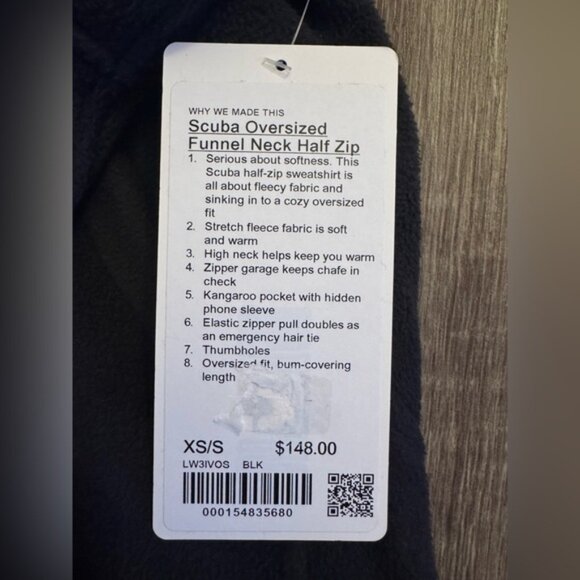 WHY WE MADE THIS
Scuba Oversized
Funnel Neck Half Zip
1. Serious about softness. This
Scuba half-zip sweatshirt is
all about fleecy fabric and
sinking in to a cozy oversized
fit
2. Stretch fleece fabric is soft
and warm
3. High neck helps keep you warm
4. Zipper garage keeps chafe in
check
5. Kangaroo pocket with hidden
phone sleeve
6. Elastic zipper pull doubles as
an emergency hair tie
7. Thumbholes
8. Oversized fit, bum-covering
length
XS/S $148.00
LW3IVOS BLK
000154835680